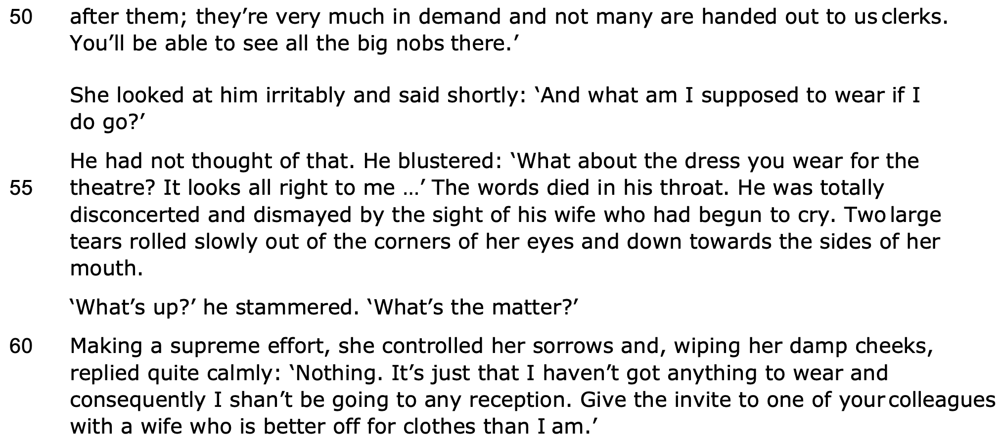 50 after them; they’re very much in demand and not many are handed out to us clerks.
You’ll be able to see all the big nobs there.’
She looked at him irritably and said shortly: ‘And what am I supposed to wear if I
do go?’
He had not thought of that. He blustered: ‘What about the dress you wear for the
55 theatre? It looks all right to me …’ The words died in his throat. He was totally
disconcerted and dismayed by the sight of his wife who had begun to cry. Two large
tears rolled slowly out of the corners of her eyes and down towards the sides of her
mouth.
‘What’s up?’ he stammered. ‘What’s the matter?’
60 Making a supreme effort, she controlled her sorrows and, wiping her damp cheeks,
replied quite calmly: ‘Nothing. It’s just that I haven’t got anything to wear and
consequently I shan’t be going to any reception. Give the invite to one of your colleagues
with a wife who is better off for clothes than I am.’